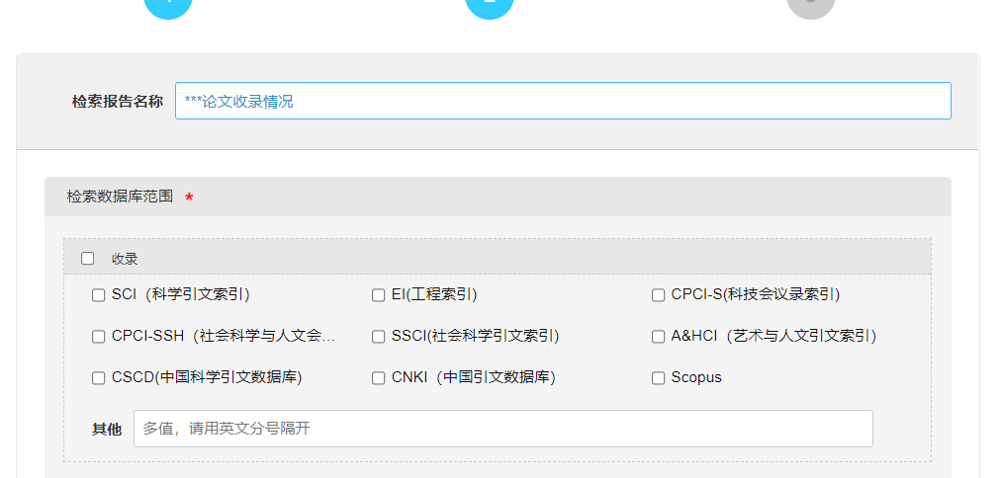 检索报告名称 ***论文收录情况
检索数据库范围 *
收录
SCI（科学引文索引） EI(工程索引) CPCI-S(科技会议录索引)
CPCI-SSH（社会科学与人文会... SSCI(社会科学引文索引) A&HCI（艺术与人文引文索引）
CSCD(中国科学引文数据库) CNKI（中国引文数据库） Scopus
其他 多值，请用英文分号隔开